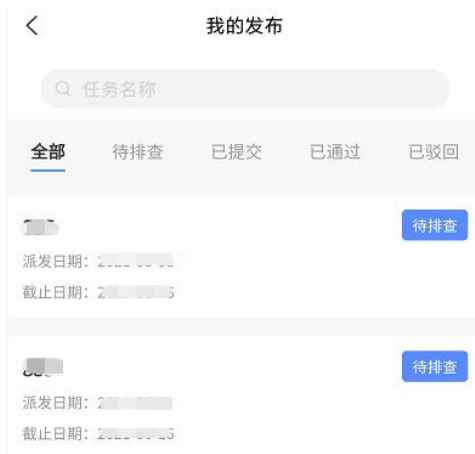 我的发布
任务名称
全部 待排查 已提交 已通过 已驳回
待排查
派发日期：
截止日期：
待排查
派发日期：
截止日期：